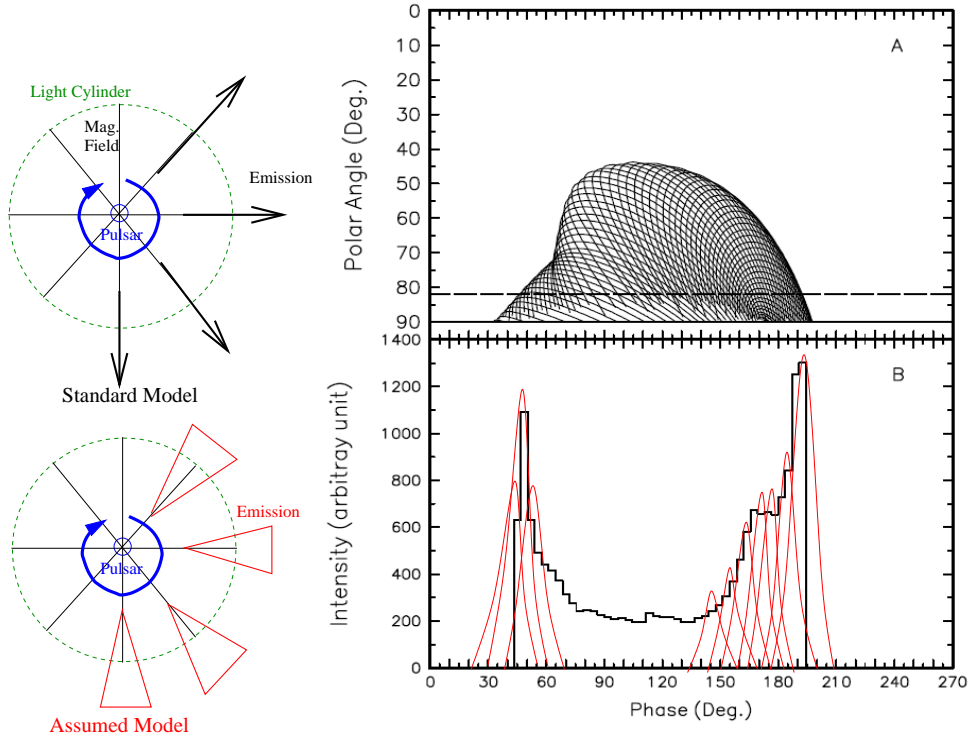 Light Cylinder
Mag.
Field
Emission
Pulsar
Standard Model
Emission
Pulsar
Assumed Model
A
Polar Angle (Deg.)
0
10
20
30
40
50
60
70
80
90
B
Intensity (arbitray unit)
1400
1200
1000
800
600
400
200
0
0 30 60 90 120 150 180 210 240 270
Phase (Deg.)